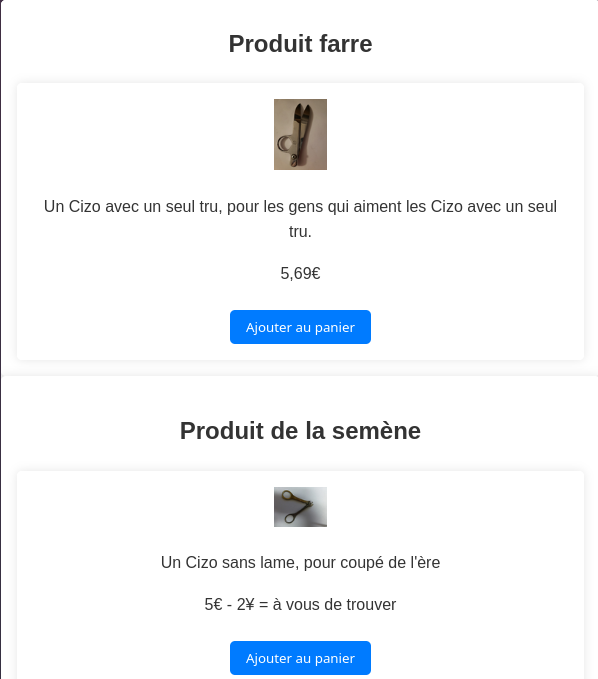 Produit farre
Un Cizo avec un seul tru, pour les gens qui aiment les Cizo avec un seul
tru.
5,69€
Ajouter au panier
Produit de la semène
Un Cizo sans lame, pour coupé de l'ère
5€ - 2¥ = à vous de trouver
Ajouter au panier